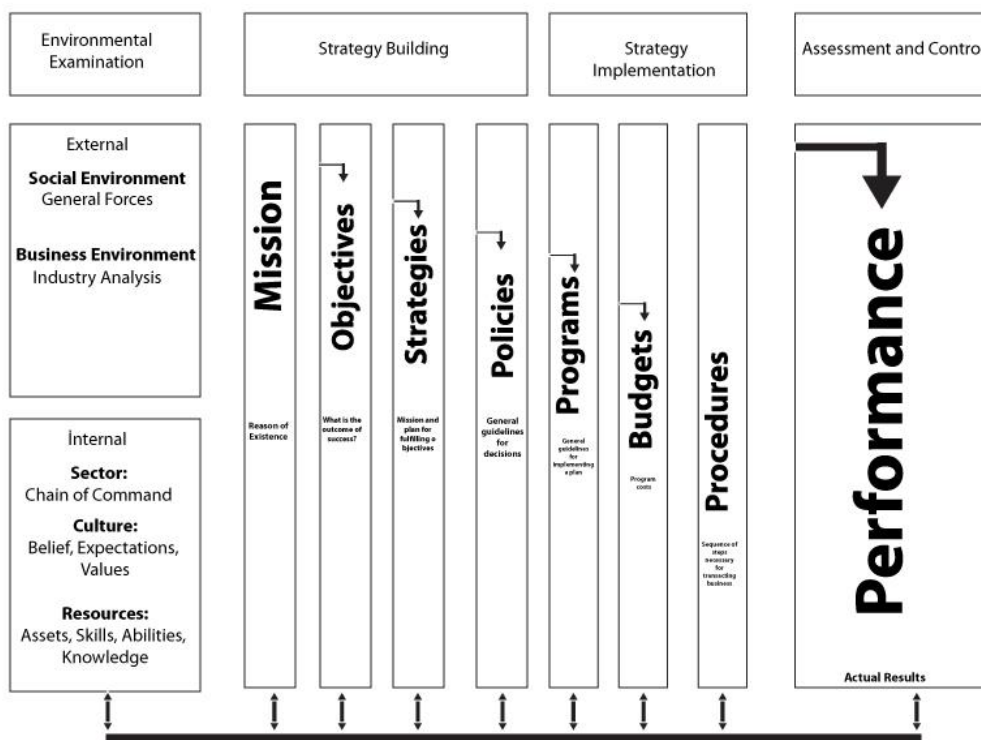 Environmental
Examination
Strategy Building
Strategy
Implementation
Assessment and Control
External
Social Environment
General Forces
Business Environment
Industry Analysis
İnternal
Sector:
Chain of Command
Culture:
Belief, Expectations,
Values
Resources:
Assets, Skills, Abilities,
Knowledge
Mission
Reason of
Existence
Objectives
What is the
outcome of
success?
Strategies
Mission and
plan for
fulfilling o
bjectives
Policies
General
guidelines
for
decisions
Programs
General
guidelines
for
implementing
a plan
Budgets
Program
costs
Procedures
Sequence of
steps
necessary
for
transacting
business
Performance
Actual Results